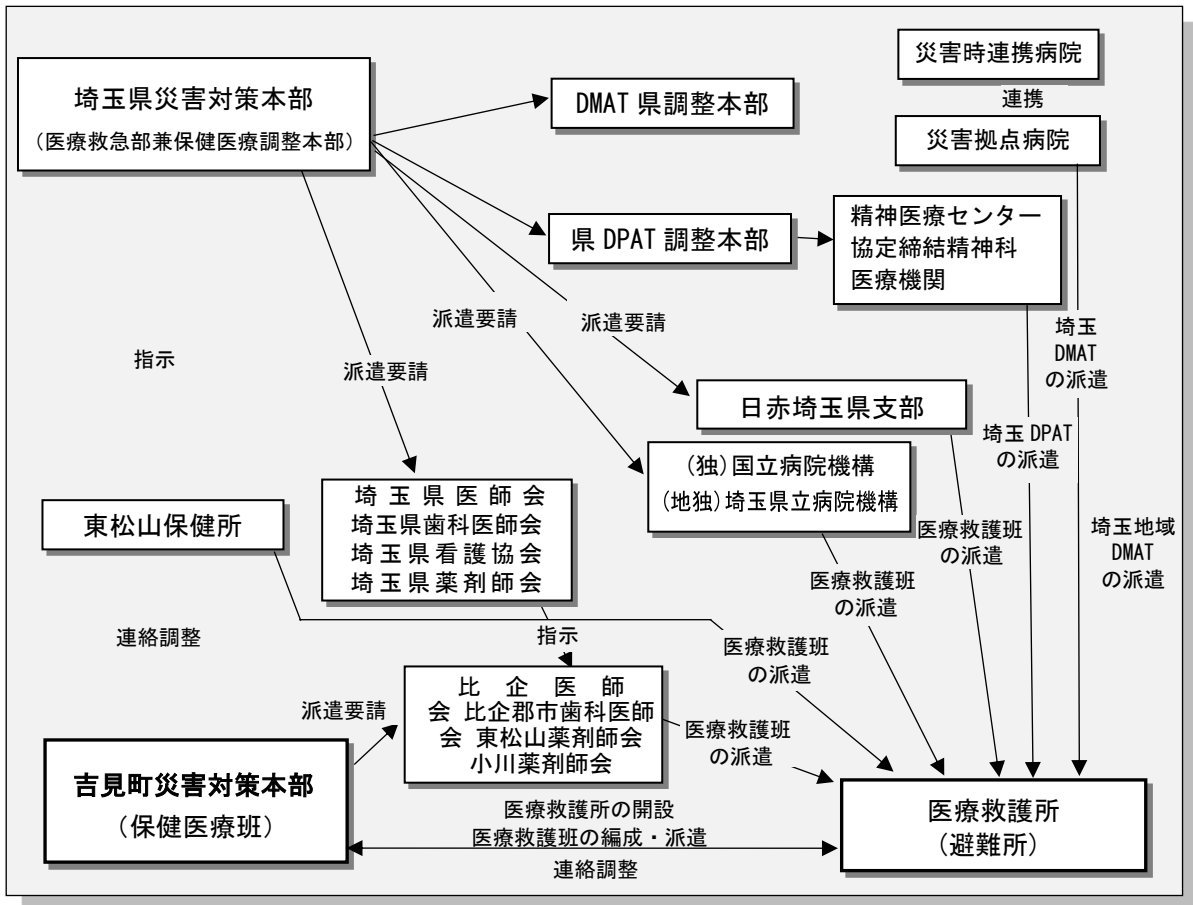 災害時連携病院
連携
災害拠点病院
埼玉県災害対策本部
（医療救急部兼保健医療調整本部）
DMAT 県調整本部
県 DPAT 調整本部
精神医療センター
協定締結精神科
医療機関
派遣要請
派遣要請
派遣要請
指示
埼玉
DMAT
の派遣
日赤埼玉県支部
埼玉 DPAT
の派遣
(独)国立病院機構
(地独)埼玉県立病院機構
東松山保健所
埼玉県医師会
埼玉県歯科医師会
埼玉県看護協会
埼玉県薬剤師会
医療救護班
の派遣
埼玉地域
DMAT
の派遣
医療救護班
の派遣
連絡調整
指示
医療救護班
の派遣
比企医師
会 比企郡市歯科医師
会 東松山薬剤師会
小川薬剤師会
派遣要請
医療救護班
の派遣
吉見町災害対策本部
（保健医療班）
医療救護所の開設
医療救護班の編成・派遣
連絡調整
医療救護所
(避難所)